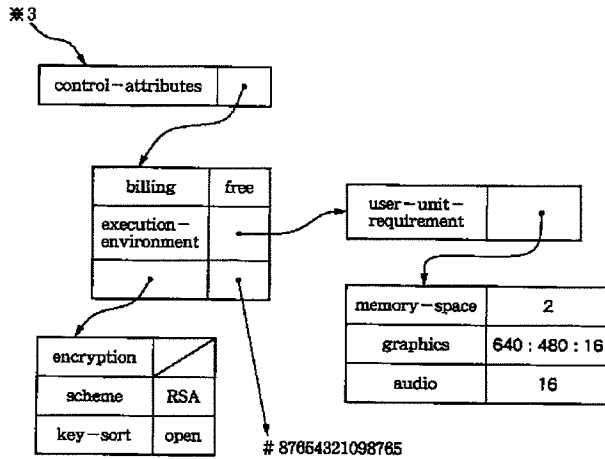 ※3
control-attributes
billing free
execution-
environment
user-unit-
requirement
memory-space 2
graphics 640 : 480 : 16
audio 16
encryption
scheme RSA
key-sort open
# 87654321098765